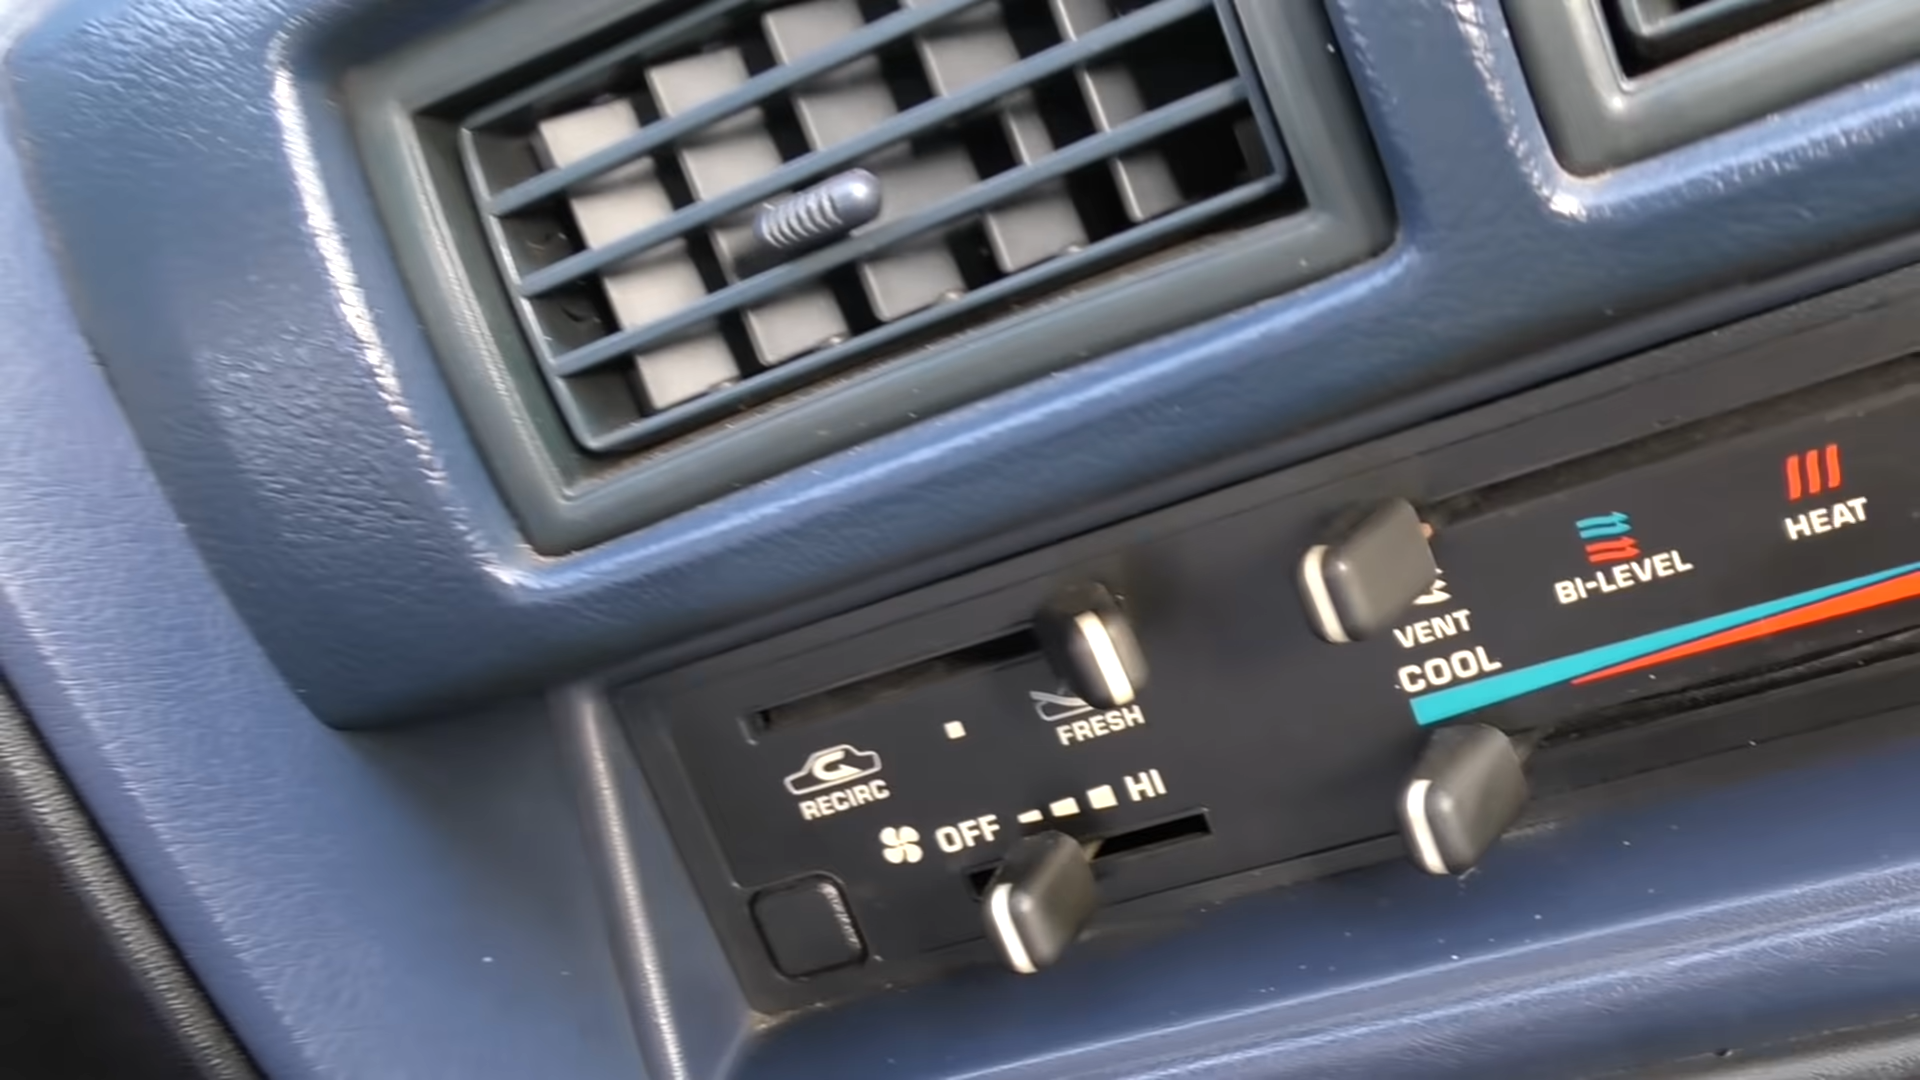 HEAT
BI-LEVEL
VENT
COOL
FRESH
RECIRC
OFF HI